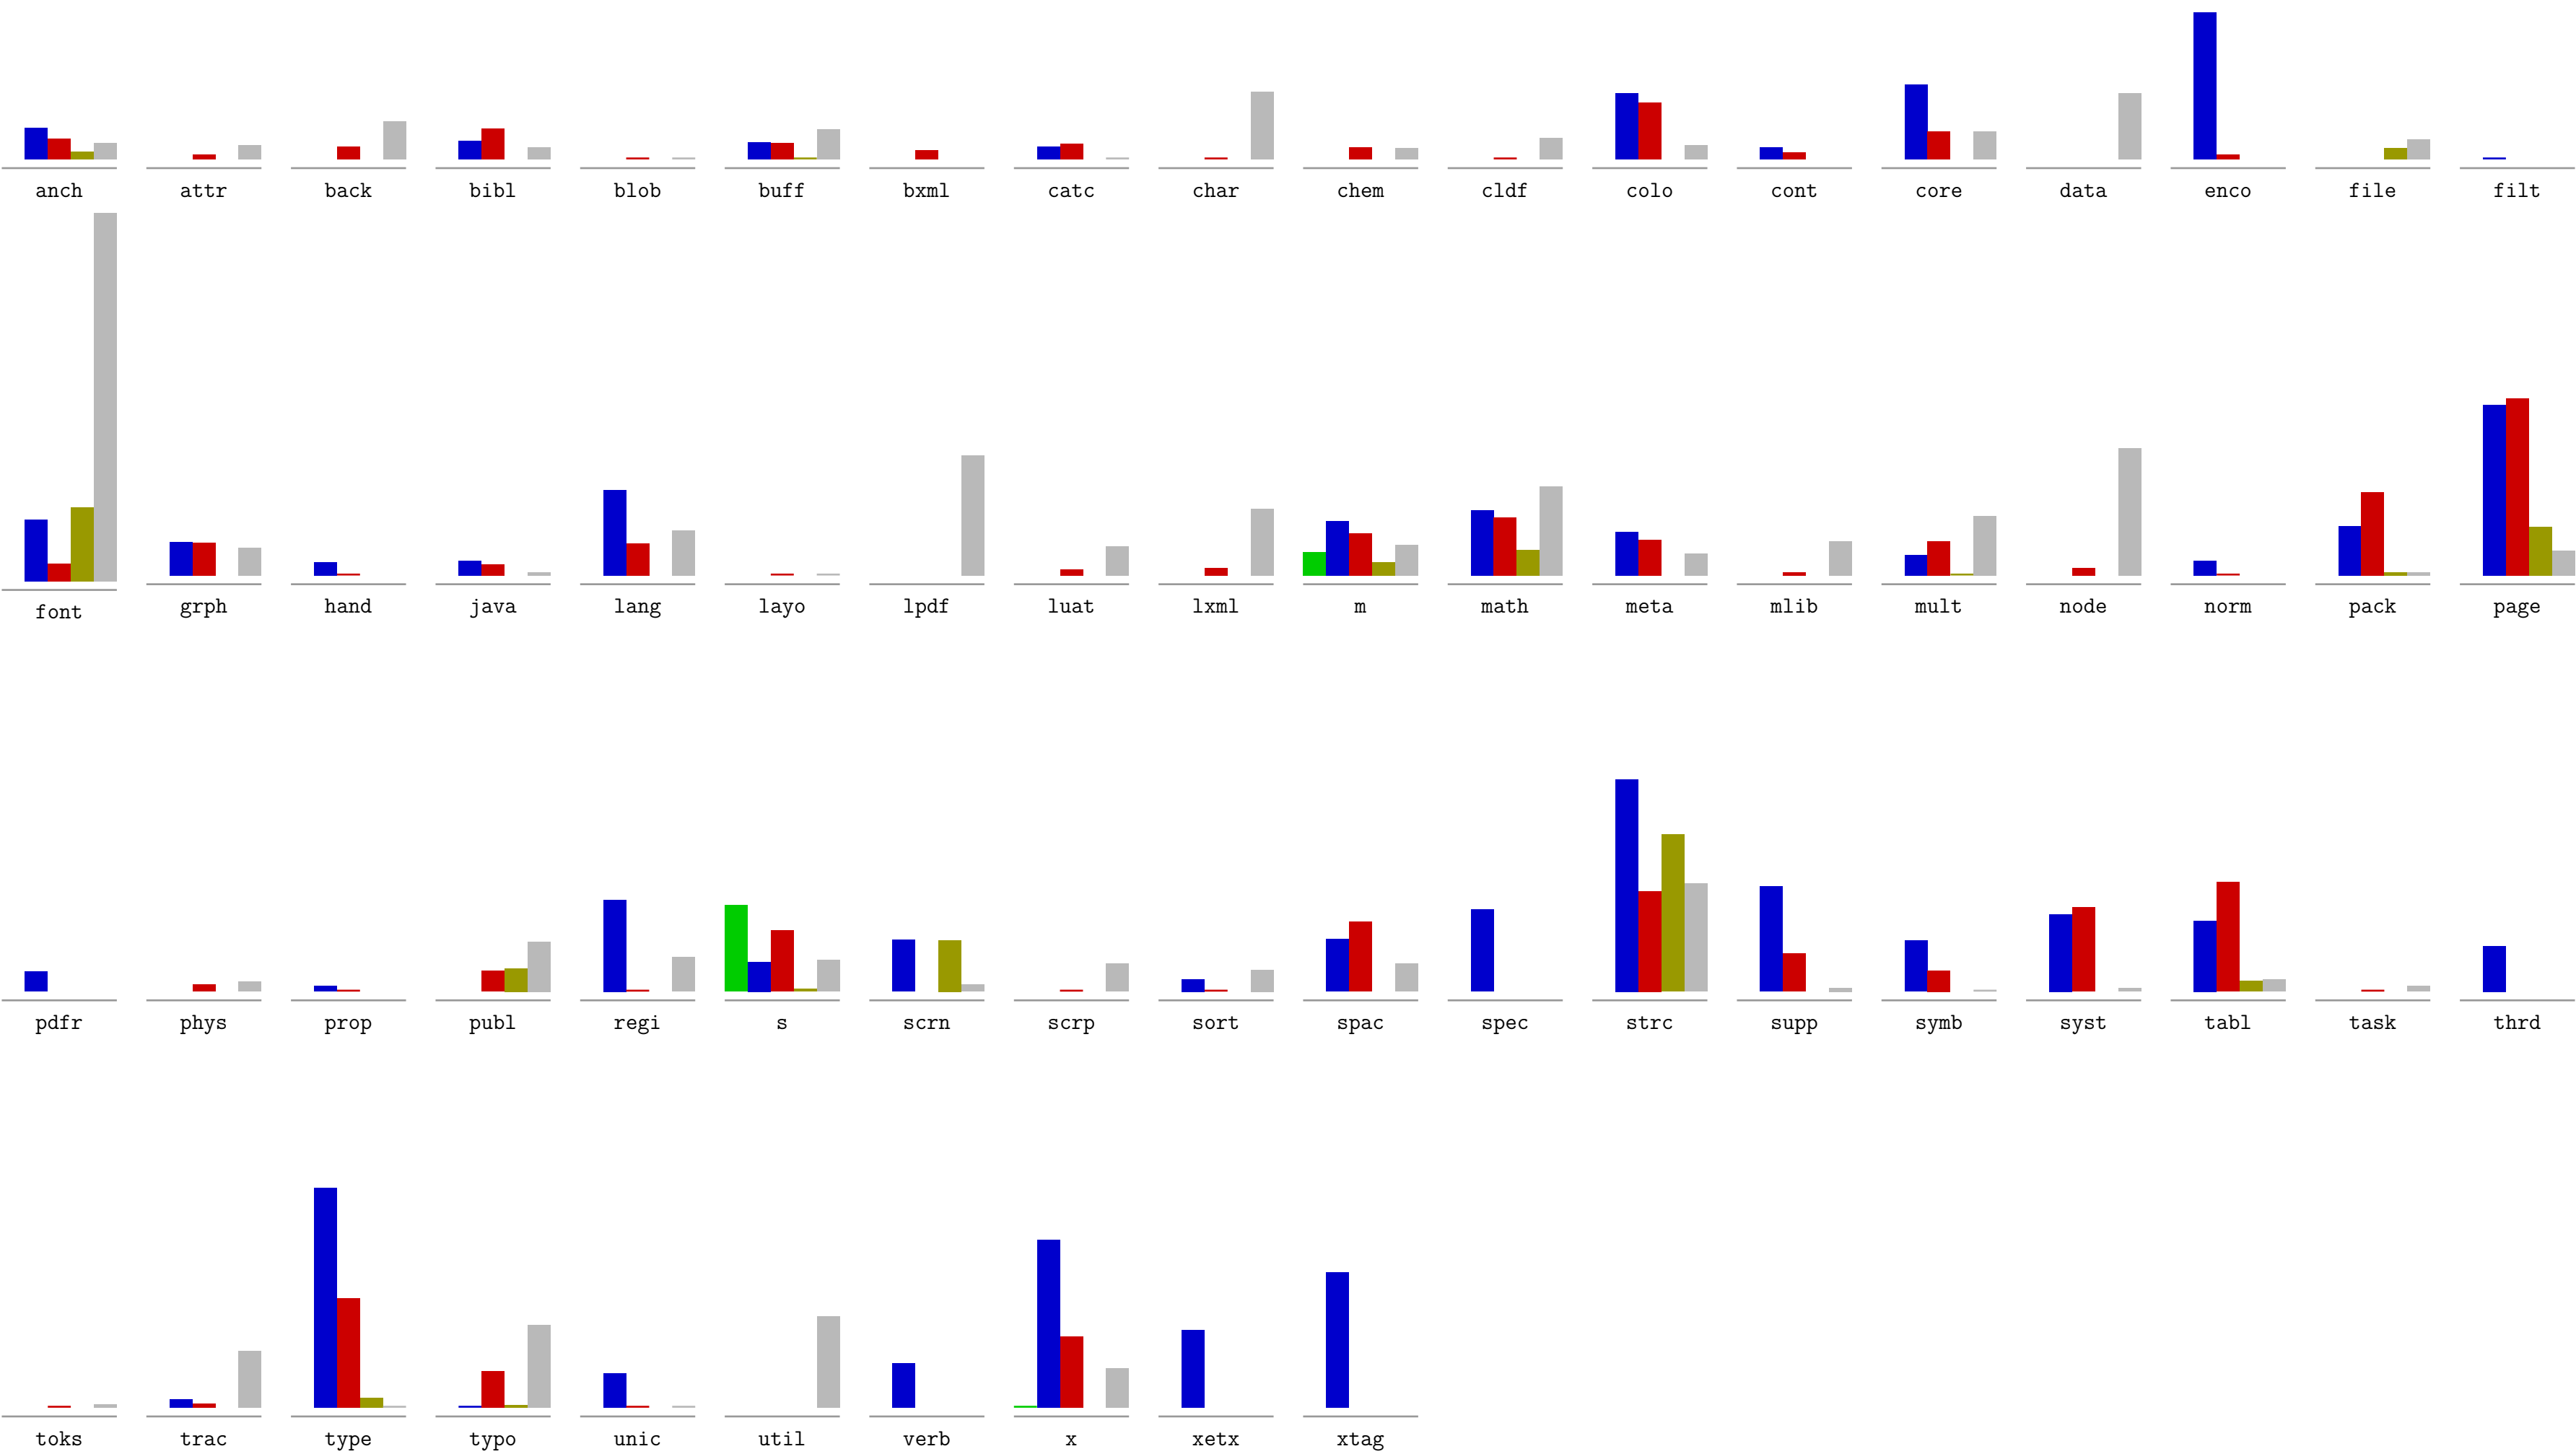 anch attr back bibl blob buff bxml catc char chem cldf colo cont core data enco file filt
font grph hand java lang layo lpdf luat lxml m math meta mlib mult node norm pack page
pdfr phys prop publ regi s scrn scrp sort spac spec strc supp symb syst tabl task thrd
toks trac type typo unic util verb x xetx xtag